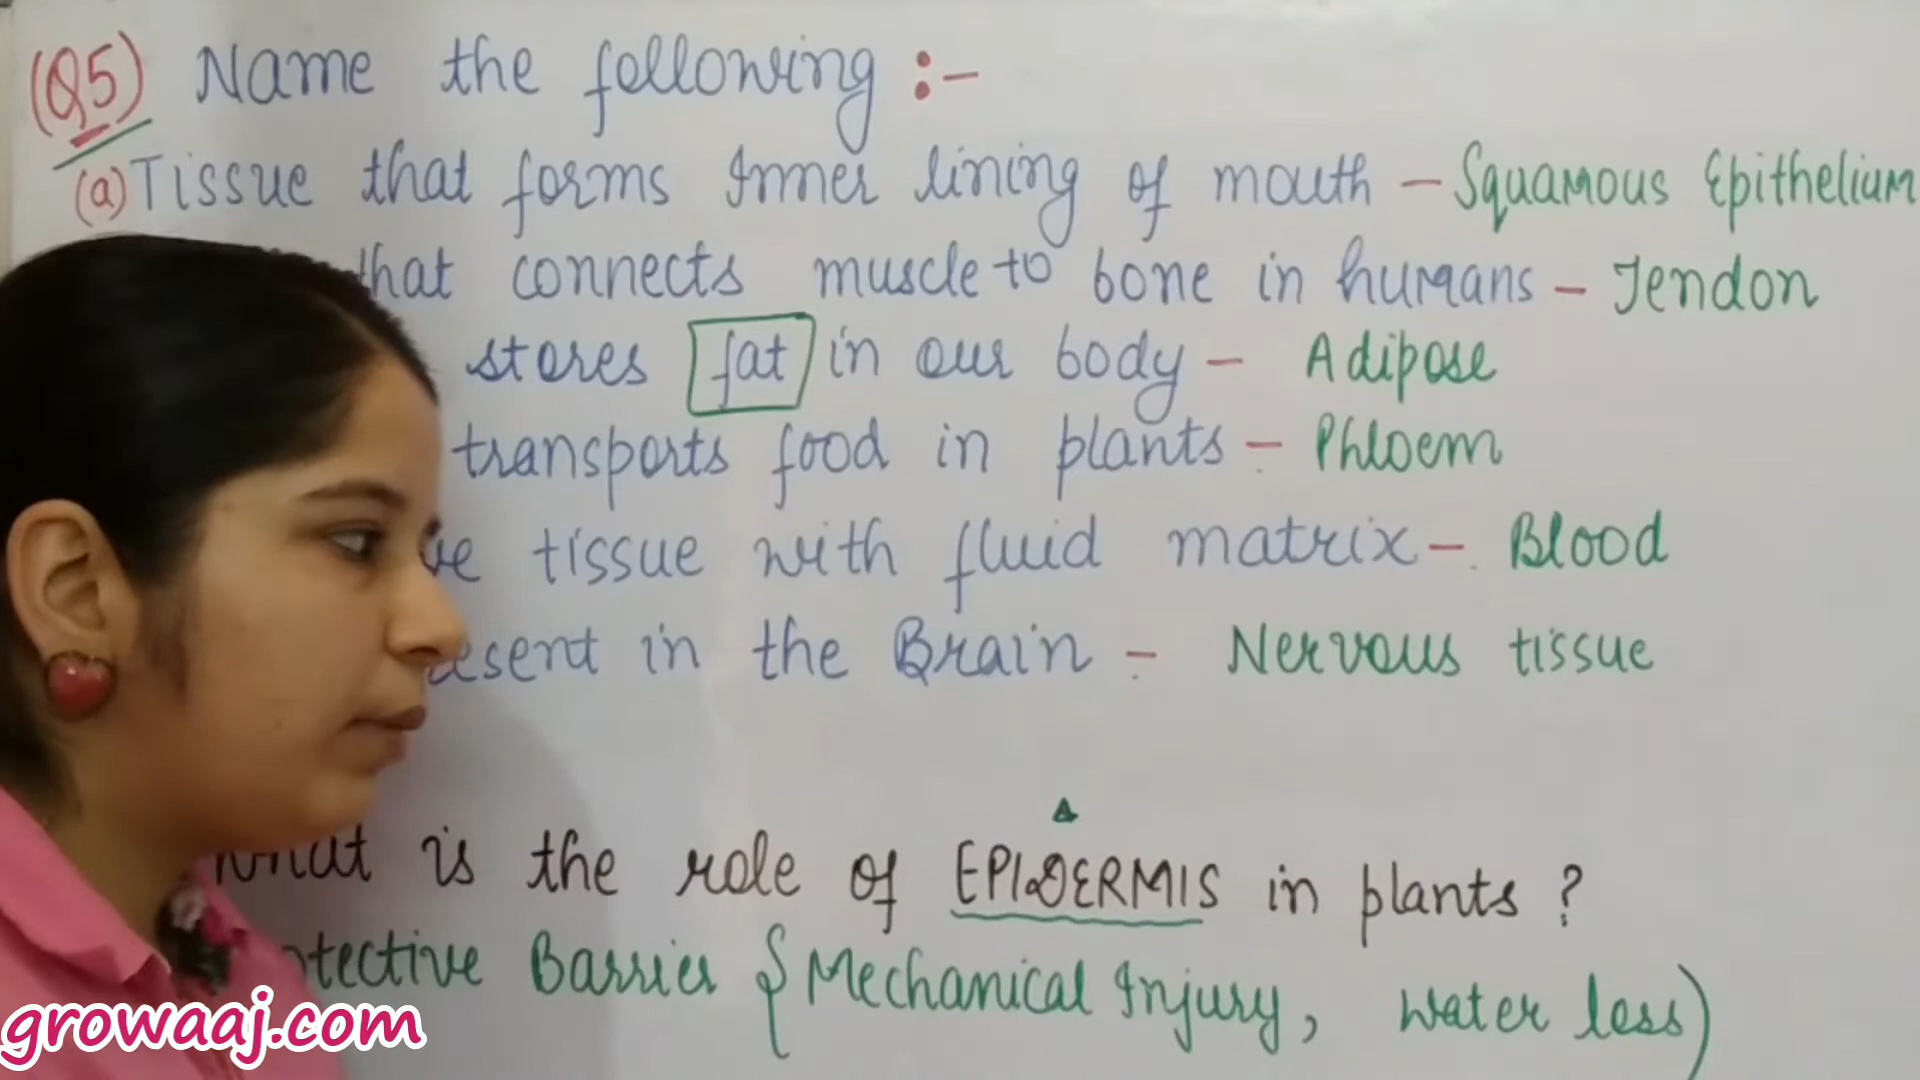 (Q5) Name the following :-
(a) Tissue that forms Inner lining of mouth - Squamous Epithelium
that connects muscle to bone in humans - Tendon
stores fat in our body - Adipose
transports food in plants - Phloem
tissue with fluid matrix - Blood
in the Brain - Nervous tissue
What is the role of EPIDERMIS in plants ?
Barrier { Mechanical Injury, water loss)
growaaj.com